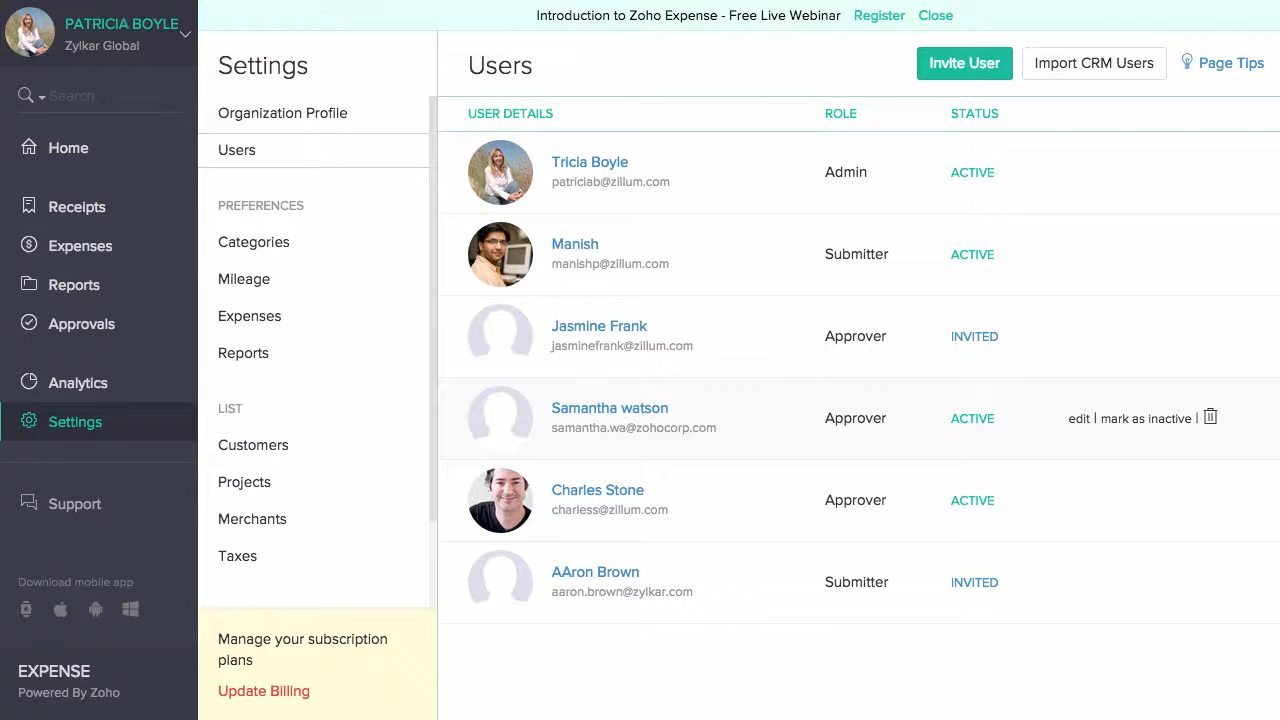 Introduction to Zoho Expense - Free Live Webinar Register Close
PATRICIA BOYLE
Zylkar Global
Search
Home
Receipts
Expenses
Reports
Approvals
Analytics
Settings
Support
Download mobile app
EXPENSE
Powered By Zoho
Settings
Organization Profile
Users
PREFERENCES
Categories
Mileage
Expenses
Reports
LIST
Customers
Projects
Merchants
Taxes
Manage your subscription
plans
Update Billing
Users
Invite User
Import CRM Users
Page Tips
USER DETAILS ROLE STATUS
Tricia Boyle
patriciab@zillum.com
Admin ACTIVE
Manish
manishp@zillum.com
Submitter ACTIVE
Jasmine Frank
jasminefrank@zillum.com
Approver INVITED
Samantha watson
samantha.wa@zohocorp.com
Approver ACTIVE edit | mark as inactive |
Charles Stone
charless@zillum.com
Approver ACTIVE
AAron Brown
aaron.brown@zylkar.com
Submitter INVITED